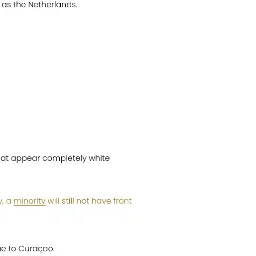 as the Netherlands.
at appear completely white
, a minority will still not have front
to Curaçao.